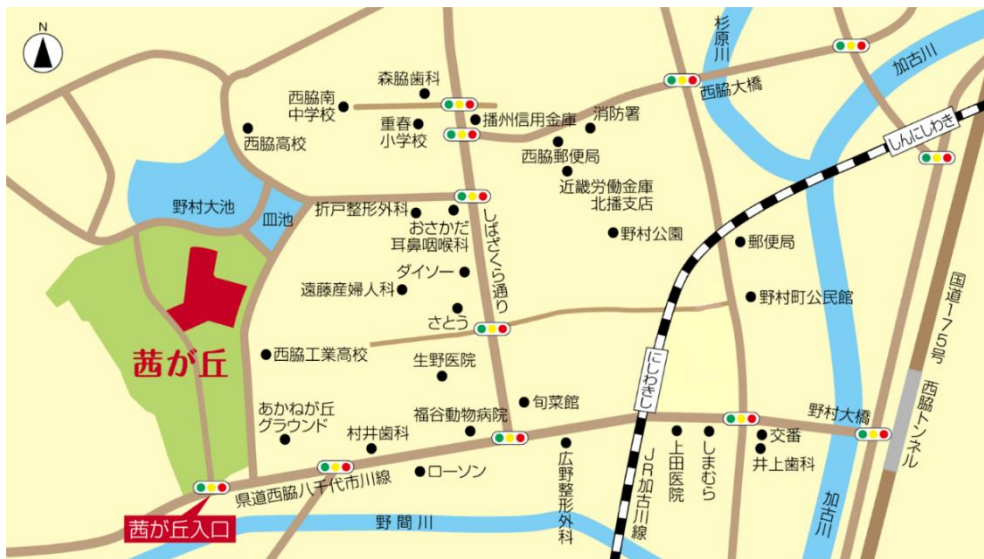 N
森脇歯科
西脇南
中学校
重春
小学校
播州信用金庫
消防署
西脇高校
西脇郵便局
近畿労働金庫
北播支店
杉原川
西脇大橋
加古川
しんにしわき
野村大池
皿池
折戸整形外科
おさかだ
耳鼻咽喉科
しばざくら通り
野村公園
郵便局
ダイソー
遠藤産婦人科
さとう
野村町公民館
国道175号
西脇トンネル
茜が丘
西脇工業高校
生野医院
にしわきし
旬菜館
福谷動物病院
あかねが丘
グラウンド
村井歯科
ローソン
広野整形外科
JR加古川線
上田医院
しまむら
交番
井上歯科
野村大橋
県道西脇八千代市川線
茜が丘入口
野間川
加古川